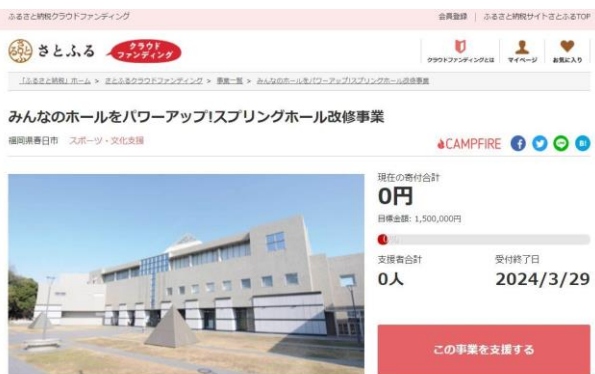 ふるさと納税クラウドファンディング
会員登録 | ふるさと納税サイトさとふるTOP
さとふる クラウドファンディング
クラウドファンディングとは マイページ お気に入り
「ふるさと納税」ホーム > さとふるクラウドファンディング > 事業一覧 > みんなのホールをパワーアップ!スプリングホール改修事業
みんなのホールをパワーアップ!スプリングホール改修事業
福岡県春日市 スポーツ・文化支援
CAMPFIRE
B!
現在の寄付合計
0円
目標金額: 1,500,000円
支援者合計 受付終了日
0人 2024/3/29
この事業を支援する